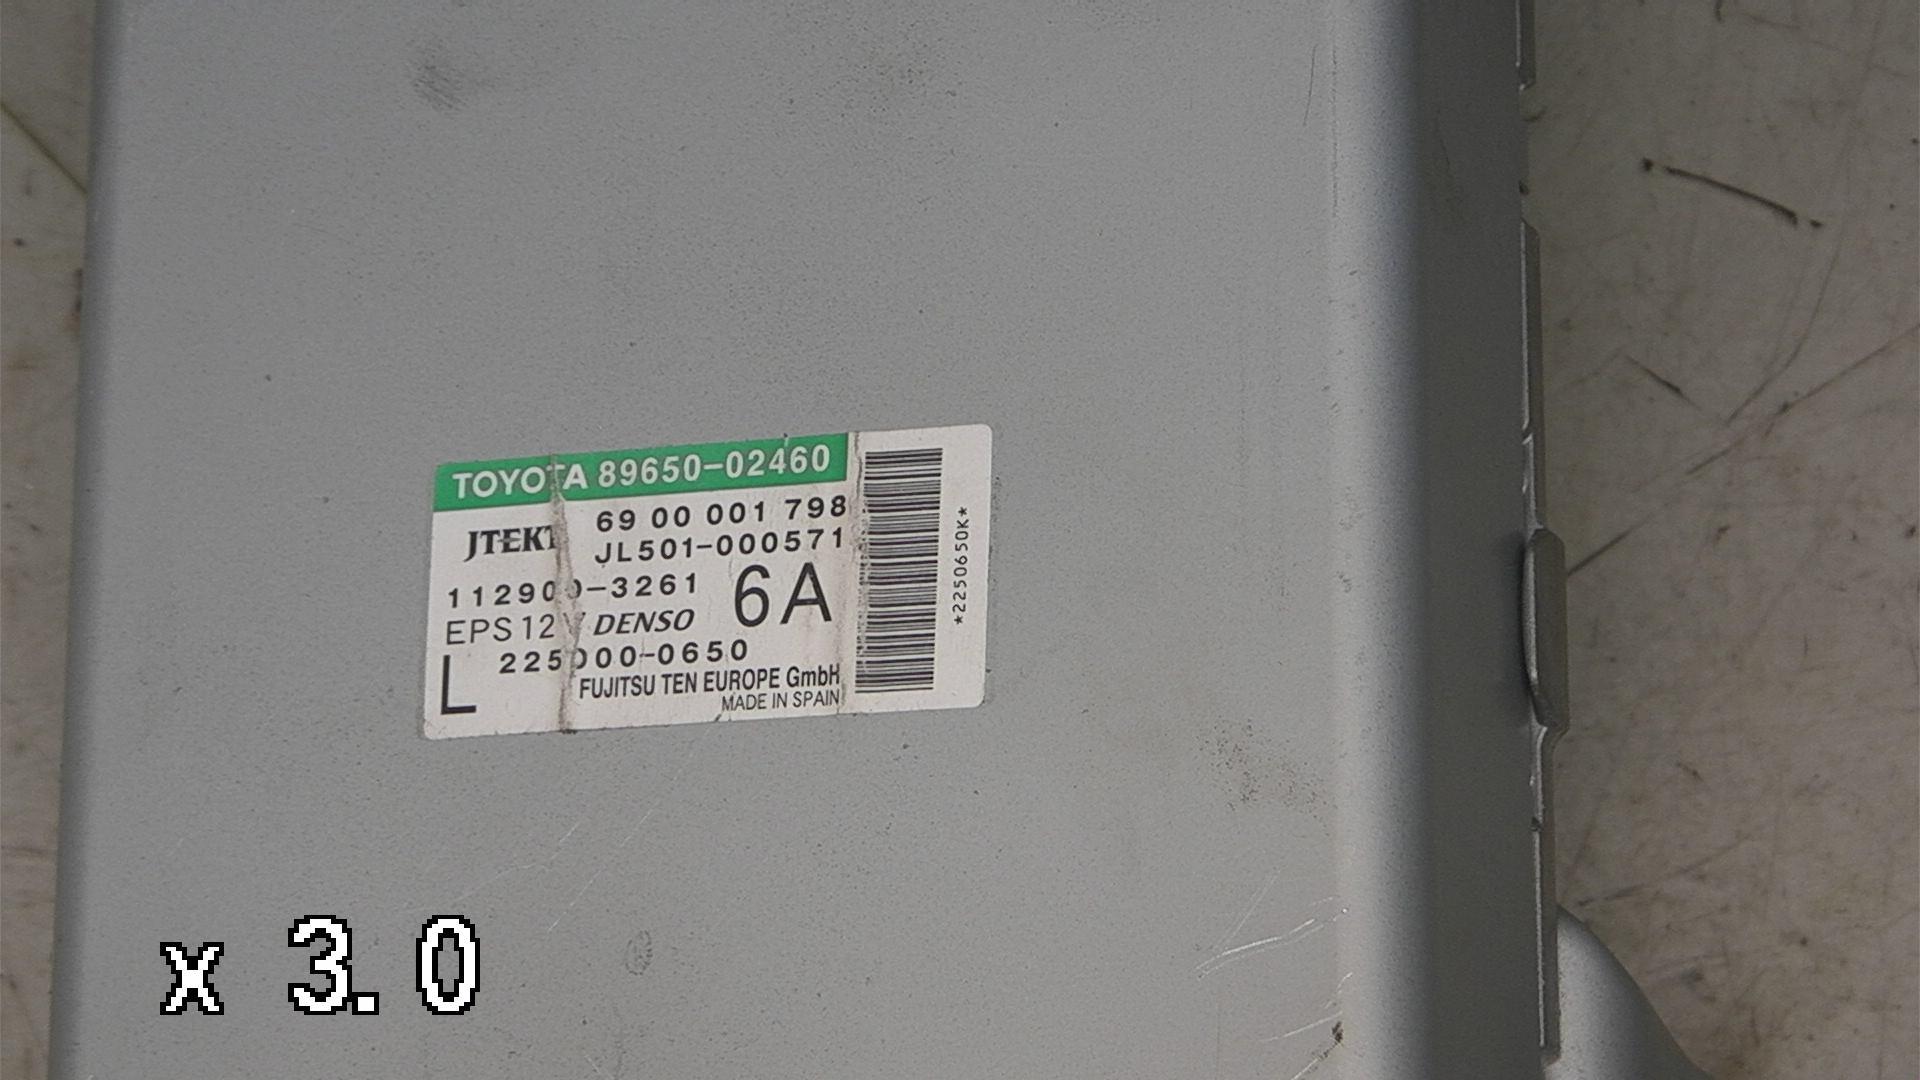 TOYOTA 89650-02460
69 00 001 798
JTEKT JL501-000571
112900-3261 6A
EPS 12V DENSO
L 225000-0650
FUJITSU TEN EUROPE GmbH
MADE IN SPAIN
*2250650K*
x 3.0